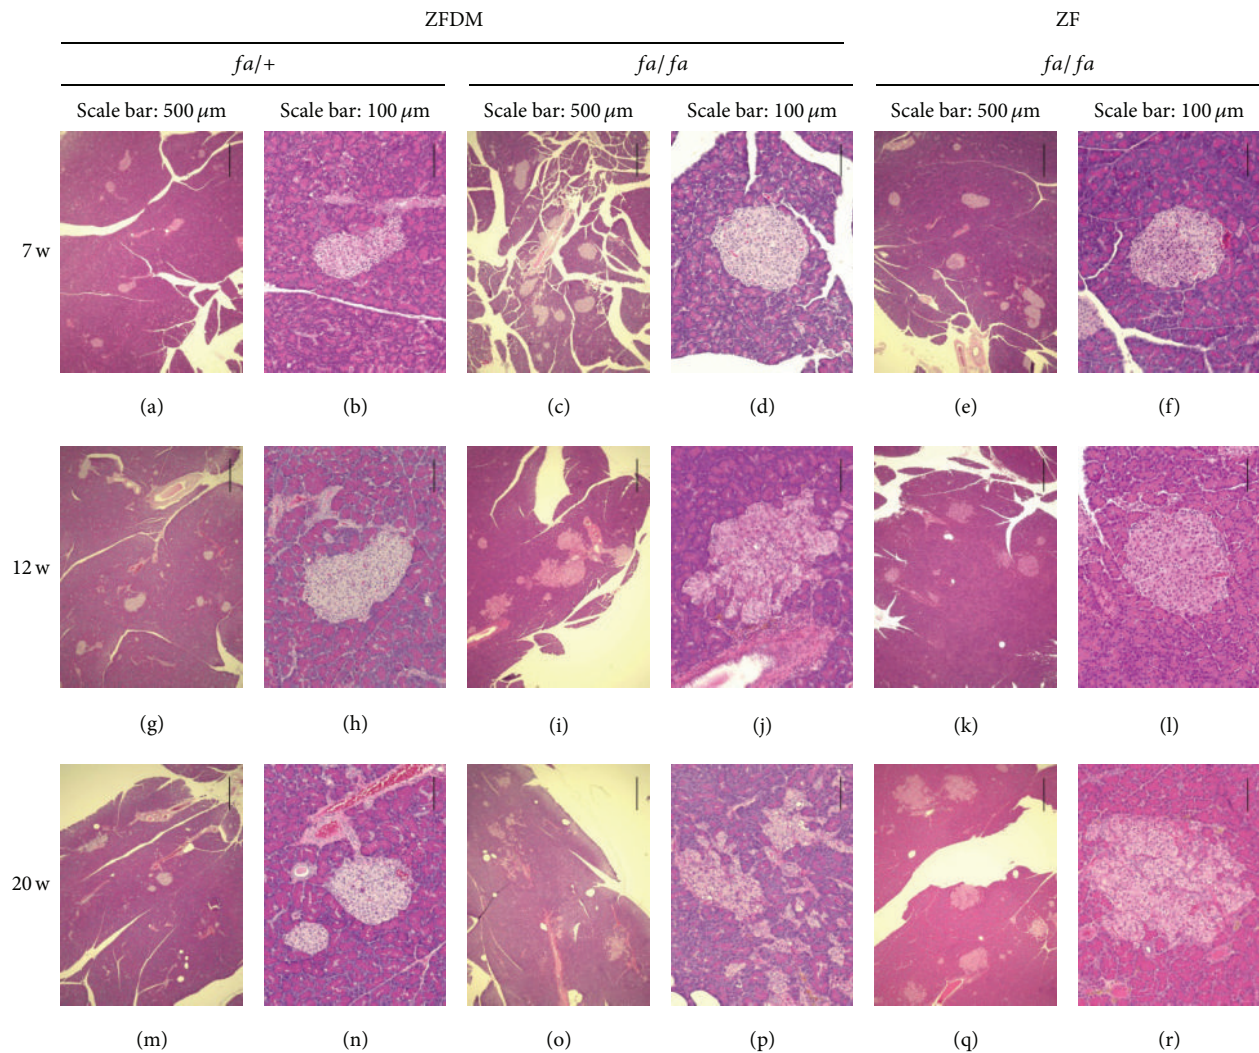 ZFDM ZF
fa/+ fa/fa fa/fa
Scale bar: 500 μm Scale bar: 100 μm Scale bar: 500 μm Scale bar: 100 μm Scale bar: 500 μm Scale bar: 100 μm
7 w
(a) (b) (c) (d) (e) (f)
12 w
(g) (h) (i) (j) (k) (l)
20 w
(m) (n) (o) (p) (q) (r)